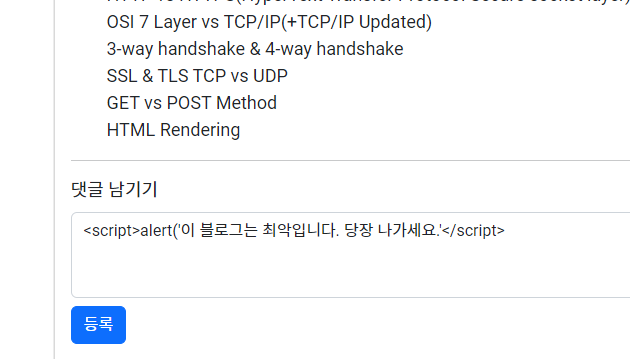 OSI 7 Layer vs TCP/IP(+TCP/IP Updated)
3-way handshake & 4-way handshake
SSL & TLS TCP vs UDP
GET vs POST Method
HTML Rendering
댓글 남기기
<script>alert('이 블로그는 최악입니다. 당장 나가세요.'</script>
등록